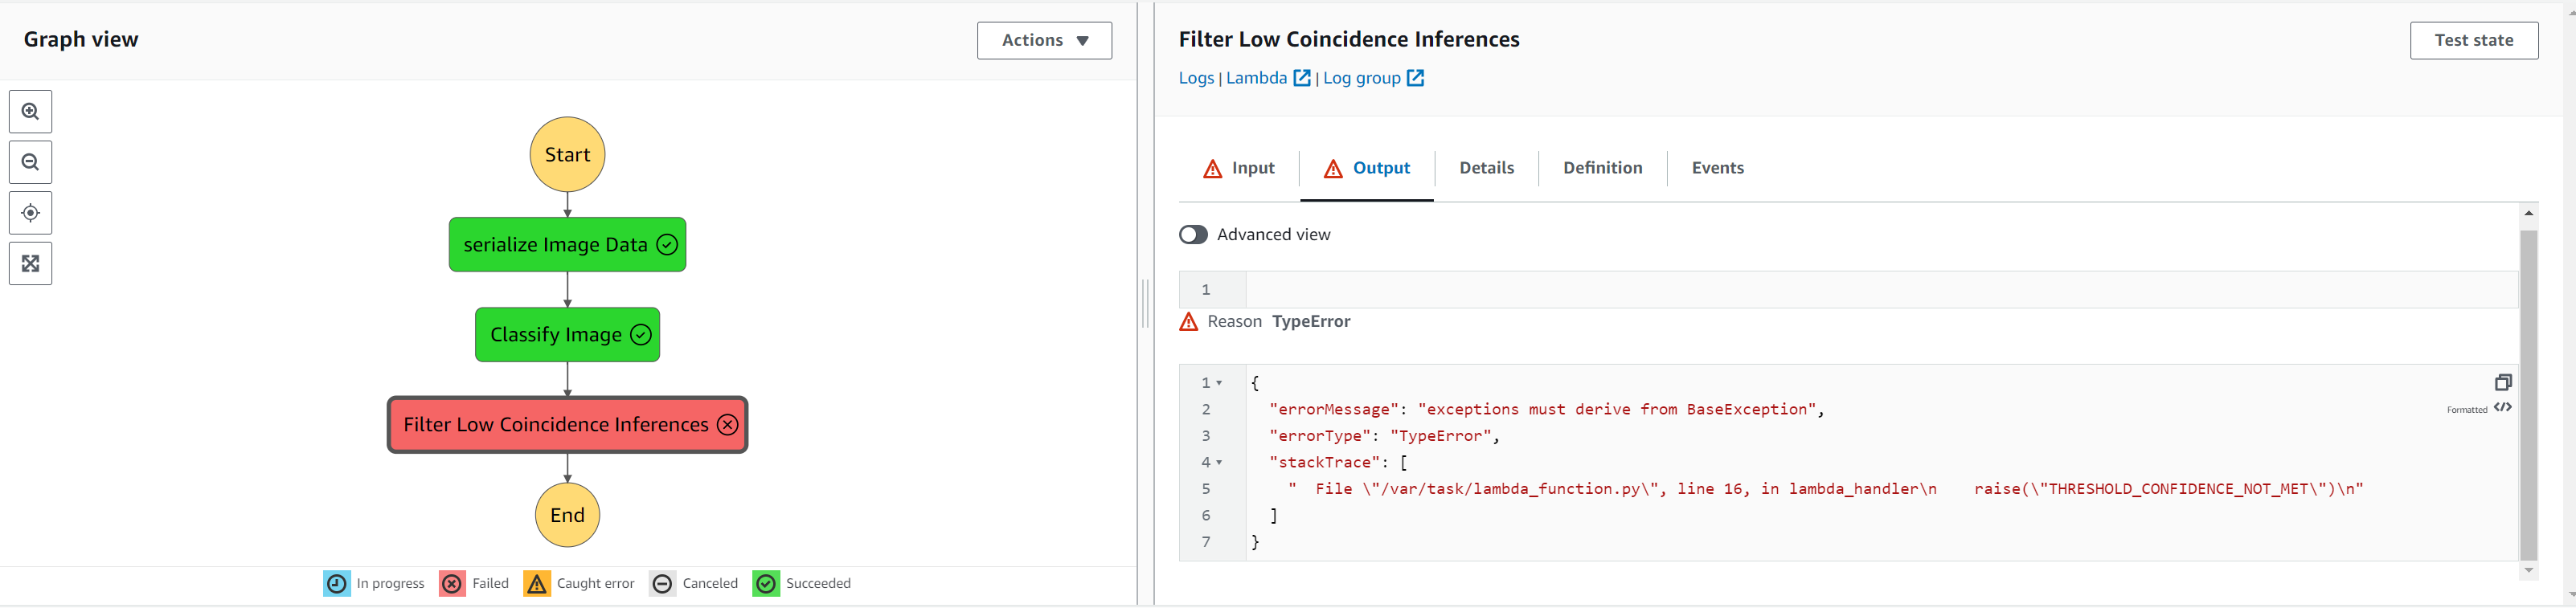 Graph view
Actions
Start
serialize Image Data
Classify Image
Filter Low Coincidence Inferences
End
In progress
Failed
Caught error
Canceled
Succeeded
Filter Low Coincidence Inferences
Test state
Logs | Lambda | Log group
Input
Output
Details
Definition
Events
Advanced view
1
Reason TypeError
Formatted
1 {
2 "errorMessage": "exceptions must derive from BaseException",
3 "errorType": "TypeError",
4 "stackTrace": [
5 "  File \"/var/task/lambda_function.py\", line 16, in lambda_handler\n    raise(\"THRESHOLD_CONFIDENCE_NOT_MET\")\n"
6 ]
7 }